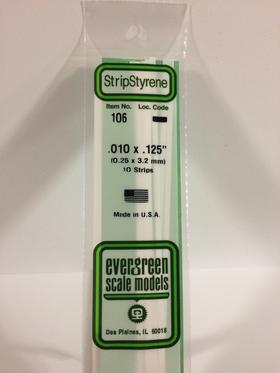 StripStyrene
Item No. Loc. Code
106
.010 x .125"
(0.25 x 3.2 mm)
10 Strips
Made in U.S.A.
evergreen
scale models
Des Plaines, IL 60018